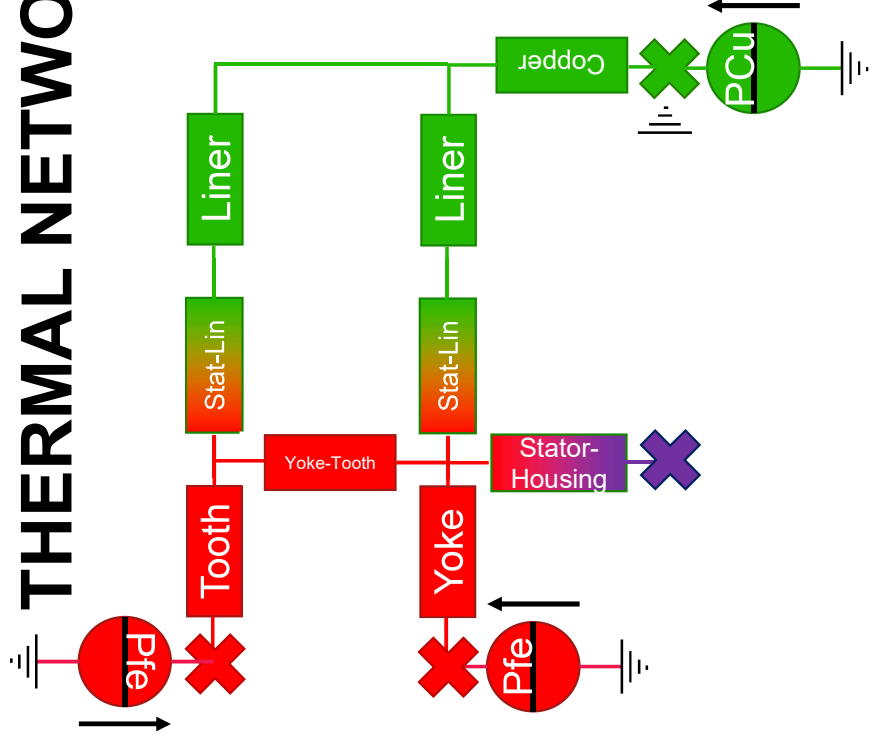 THERMAL NETWO
Copper
PCu
Liner
Liner
Stat-Lin
Stat-Lin
Yoke-Tooth
Stator-
Housing
Tooth
Yoke
Pfe
Pfe